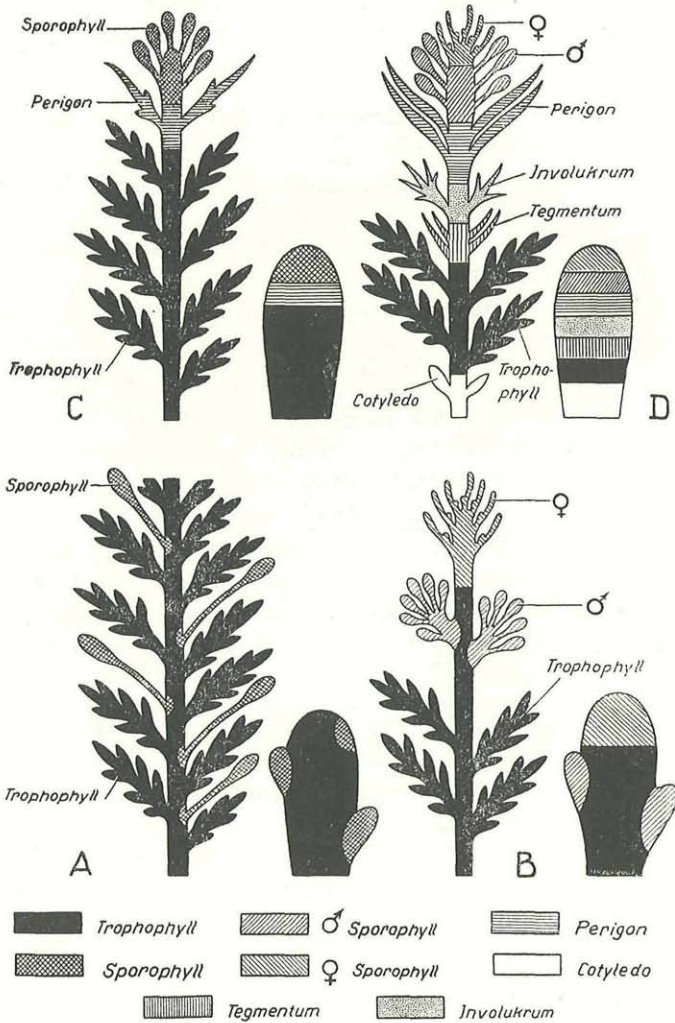 Sporophyll
Perigon
Trophophyll
C
♀
♂
Perigon
Involukrum
Tegmentum
Tropho-
phyll
Cotyledo
D
Sporophyll
Trophophyll
A
♀
♂
Trophophyll
B
Trophophyll
♂ Sporophyll
Perigon
Sporophyll
♀ Sporophyll
Cotyledo
Tegmentum
Involukrum